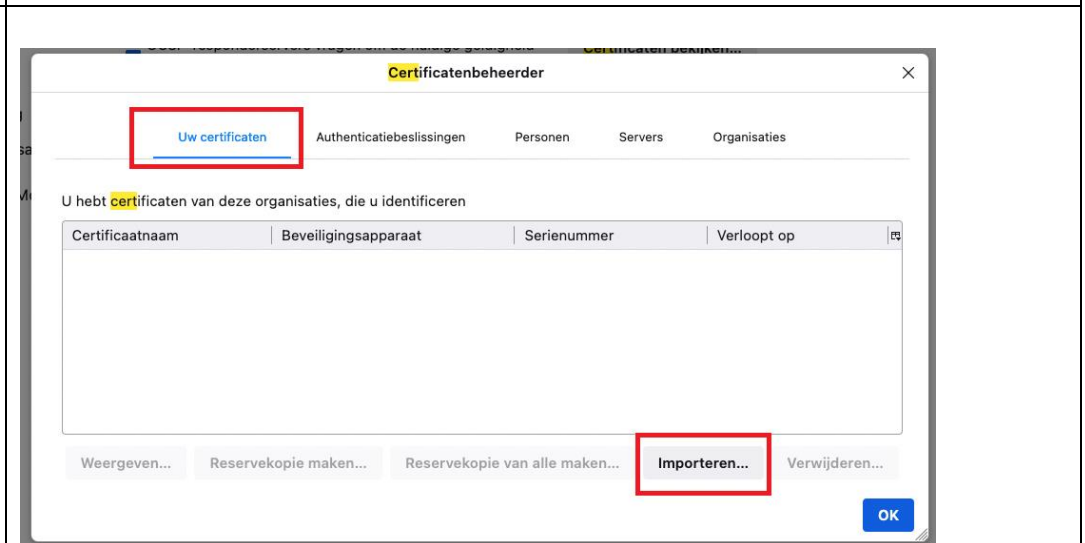 Certificatenbeheerder
Uw certificaten Authenticatiebeslissingen Personen Servers Organisaties
U hebt certificaten van deze organisaties, die u identificeren
Certificaatnaam Beveiligingsapparaat Serienummer Verloopt op
Weergeven... Reservekopie maken... Reservekopie van alle maken... Importeren... Verwijderen...
OK